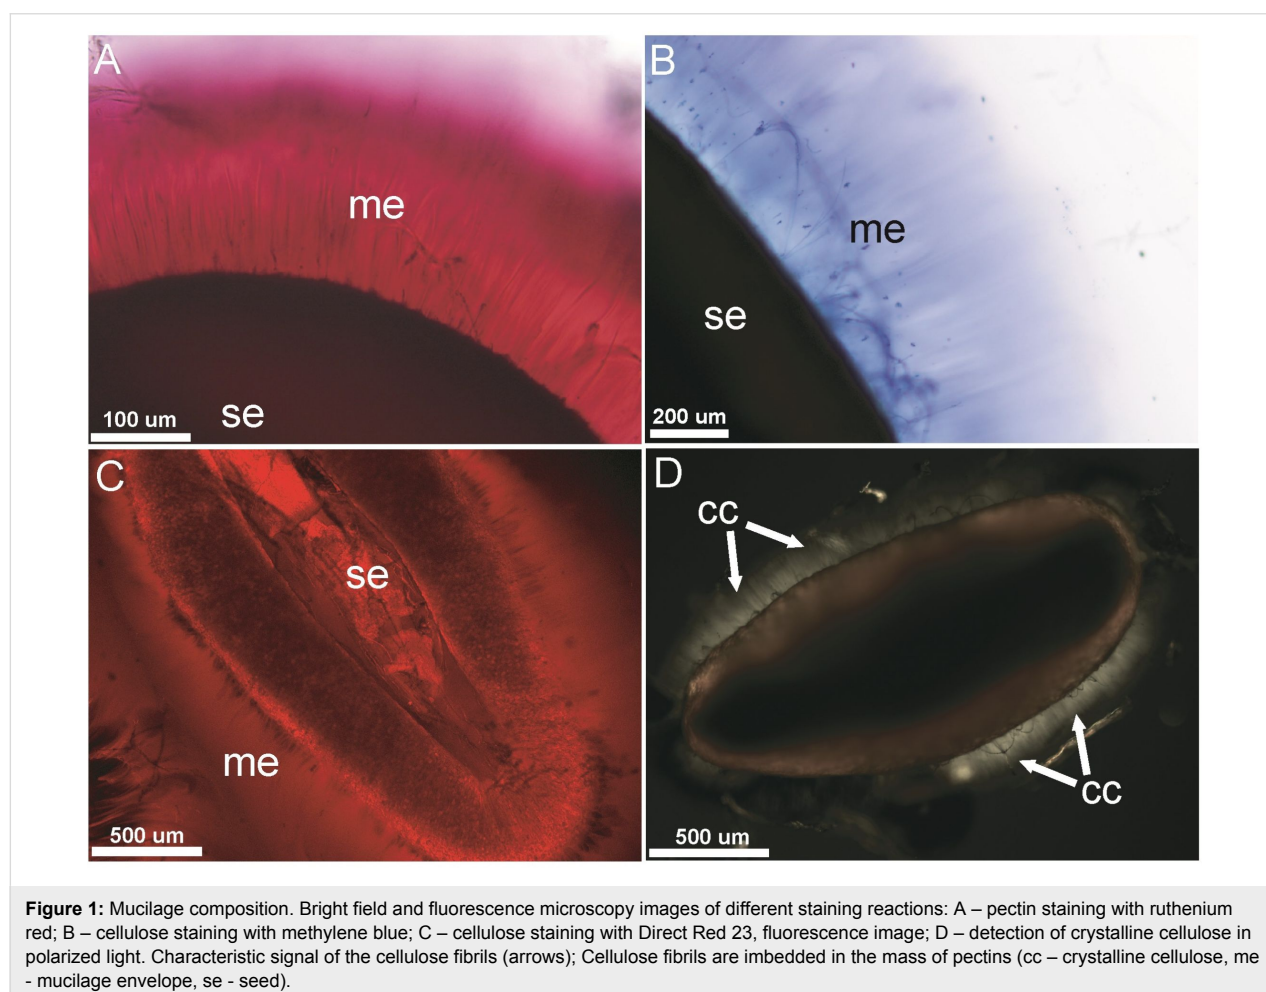 A
me
se
100 um
B
me
se
200 um
C
se
me
500 um
D
cc
cc
500 um
Figure 1: Mucilage composition. Bright field and fluorescence microscopy images of different staining reactions: A – pectin staining with ruthenium
red; B – cellulose staining with methylene blue; C – cellulose staining with Direct Red 23, fluorescence image; D – detection of crystalline cellulose in
polarized light. Characteristic signal of the cellulose fibrils (arrows); Cellulose fibrils are imbedded in the mass of pectins (cc – crystalline cellulose, me
- mucilage envelope, se - seed).